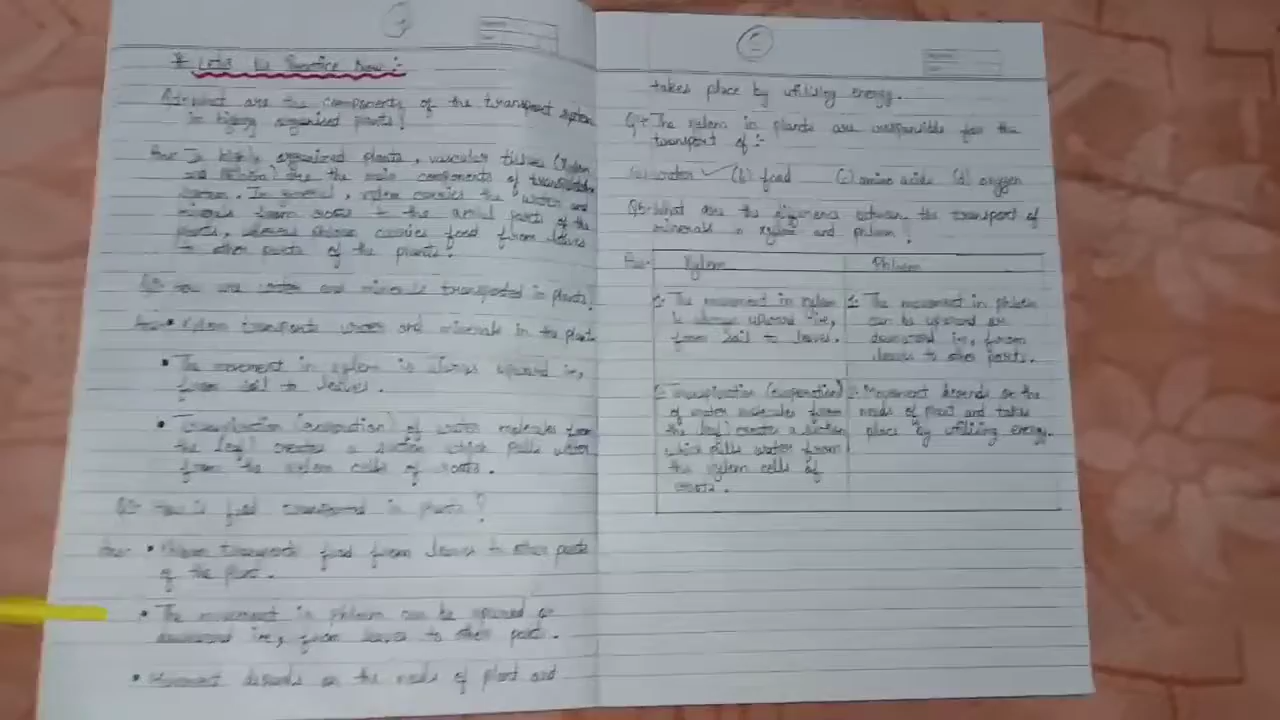 # Let's Us Practice Now :-
Q1- What are the components of the transport system
in highly organised plants?
Ans- In highly organized plants, vascular tissues (Xylem
and phloem) are the main components of
system. In general, xylem carries the water and
minerals from roots to the parts of the
plants, whereas phloem carries food from leaves
to other parts of the plants.
Q2- How are water and minerals transported in plants?
Ans- • Xylem transports water and minerals in the plant
• The movement in xylem is always upward i.e,
from soil to leaves.
• Transpiration (evaporation) of water molecules from
the leaf) creates a suction which pulls water
from the xylem cells of roots.
Q3- How is food transported in plants?
Ans- • Phloem transports food from leaves to other parts
of the plant.
• The movement in phloem can be upward or
downward i.e, from leaves to other parts.
• Movement depends on the needs of plant and
takes place by utilising energy.
Q4- The xylem in plants are responsible for the
transport of :-
(a) water ✓ (b) food (c) amino acids (d) oxygen
Q5- What are the between the transport of
minerals in xylem and phloem?
Ans- Xylem
1- The movement in xylem
is always upward i.e,
from soil to leaves.
2- Transpiration (evaporation)
of water molecules from
the leaf) creates a suction
which pulls water from
the xylem cells of
roots.
Phloem
1- The movement in phloem
can be upward or
downward i.e, from
leaves to other parts.
2- Movement depends on the
needs of plant and takes
place by utilising energy.